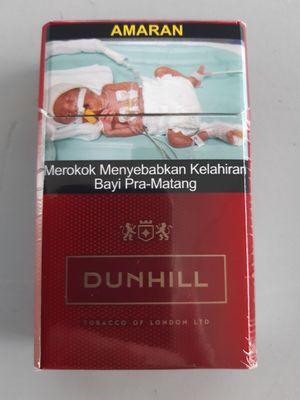 AMARAN
Merokok Menyebabkan Kelahiran
Bayi Pra-Matang
DUNHILL
TOBACCO OF LONDON LTD